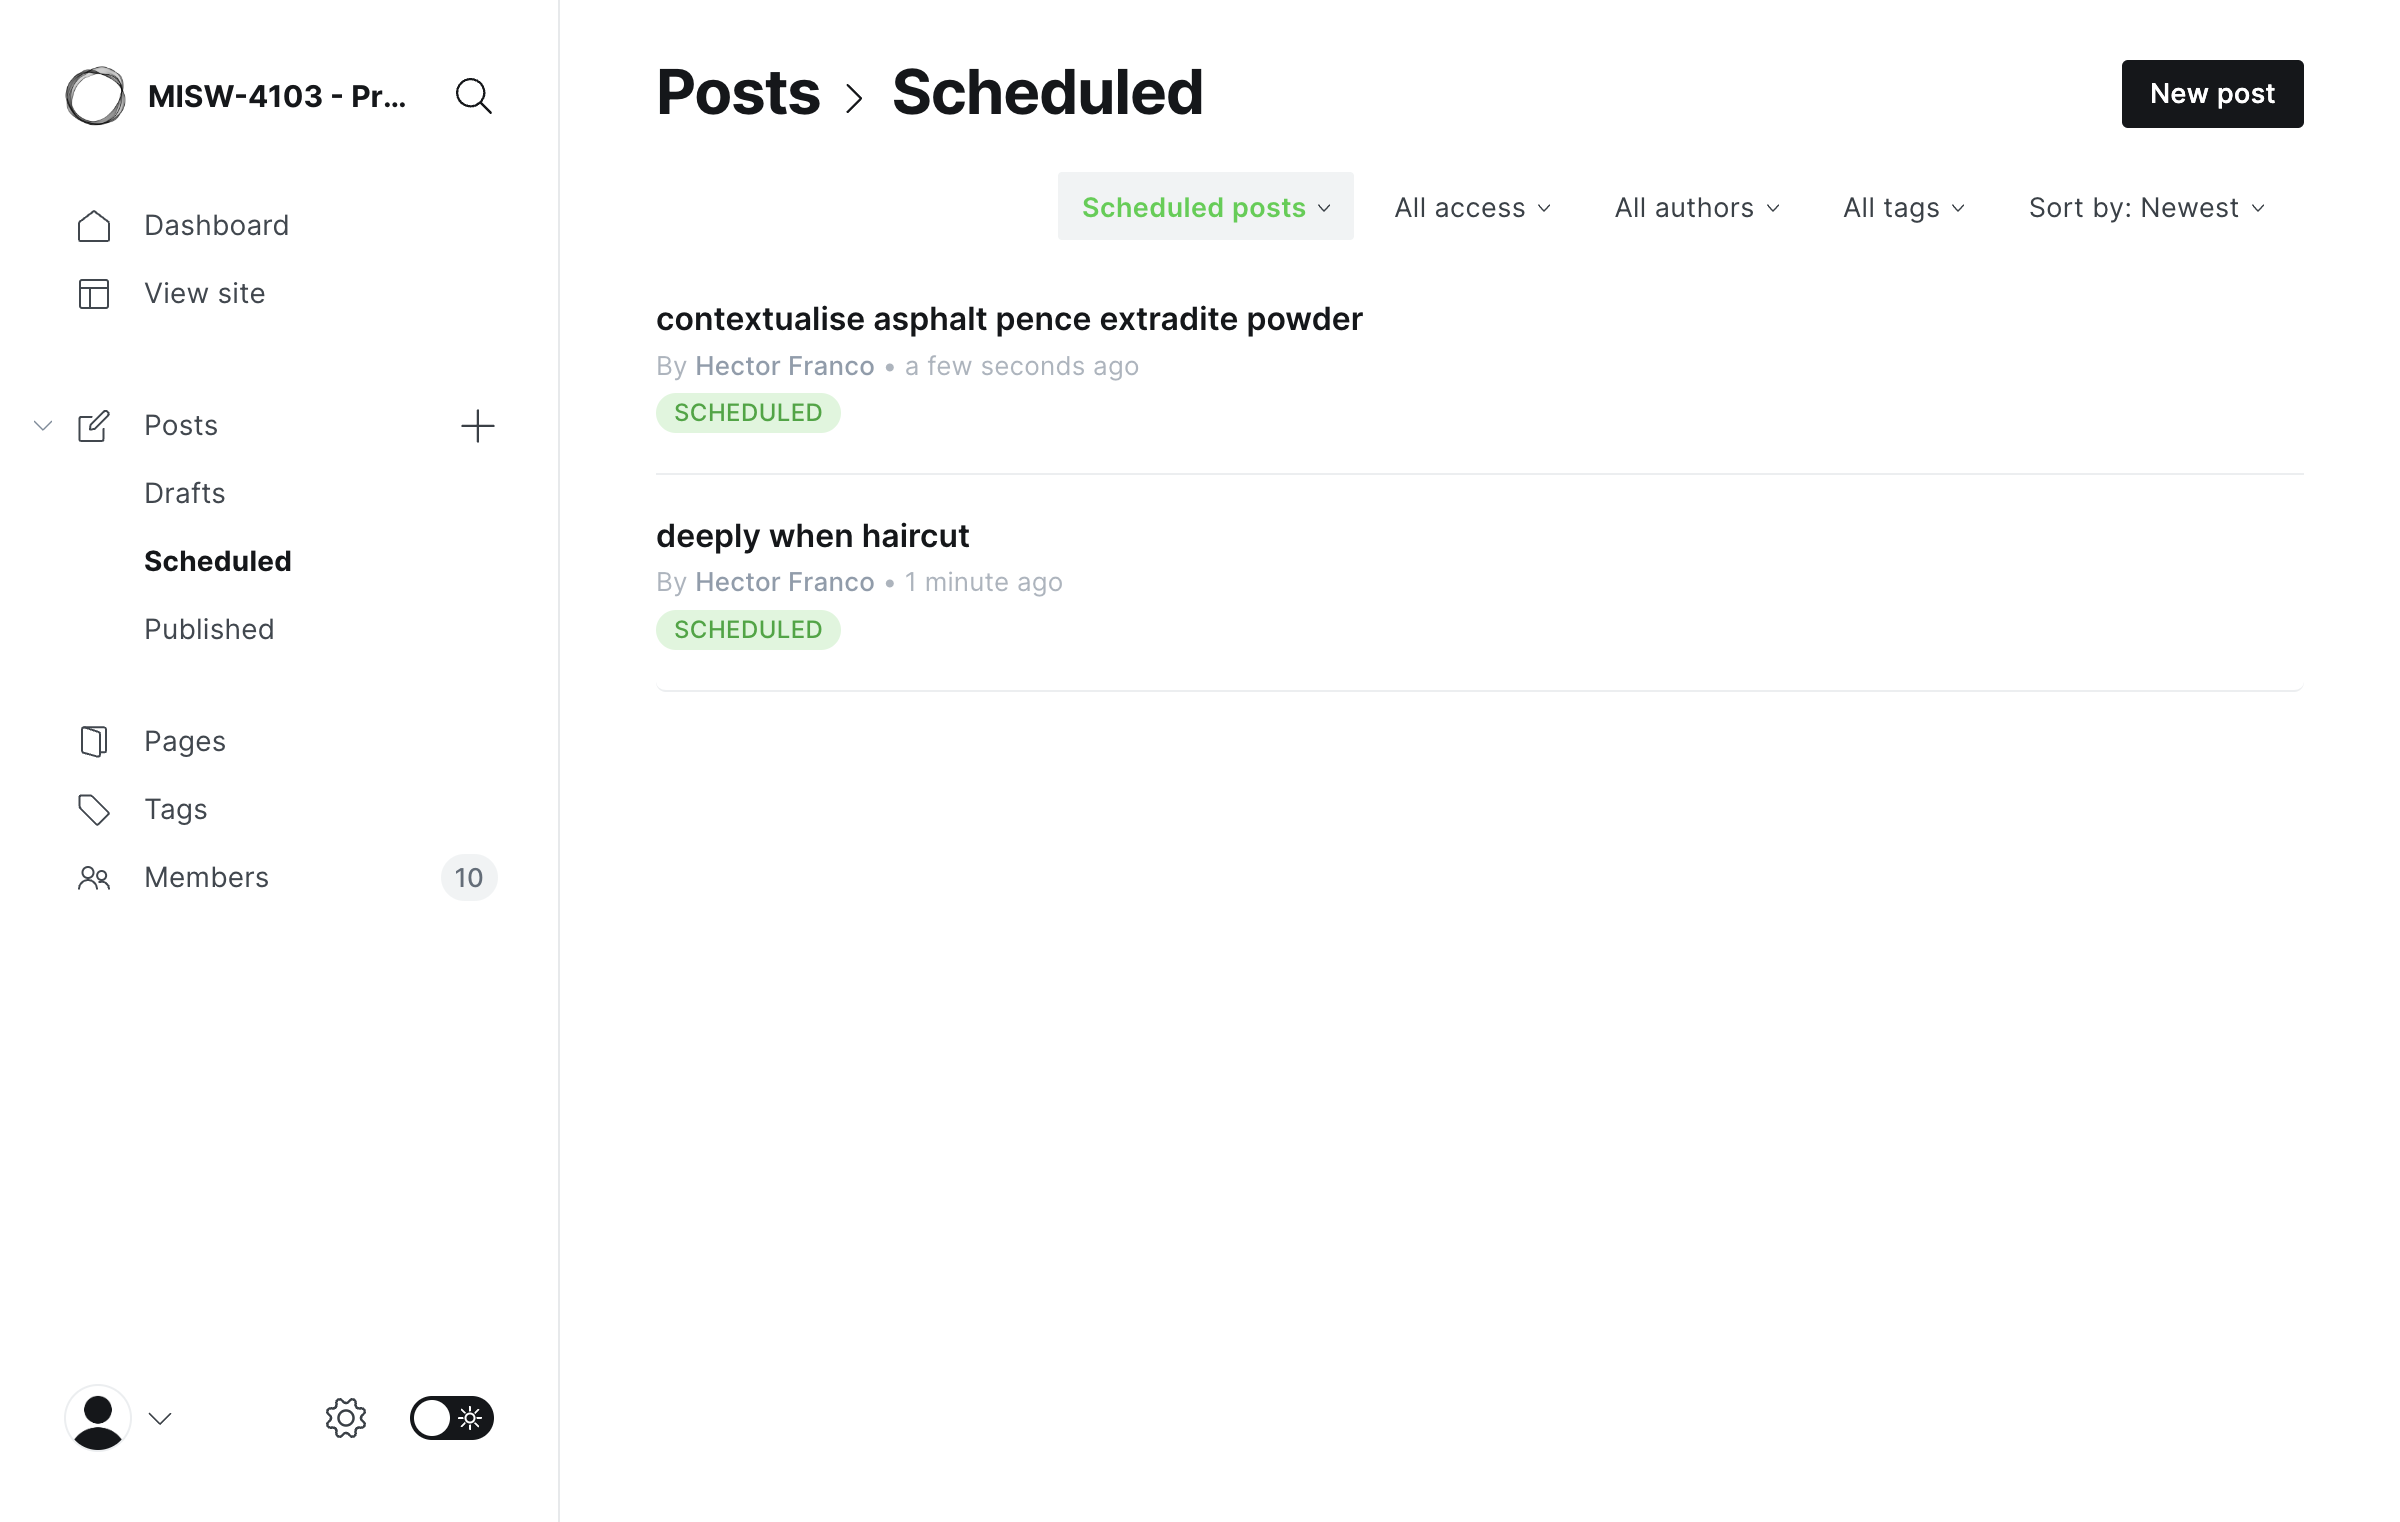 MISW-4103 - Pr...
Dashboard
View site
Posts
Drafts
Scheduled
Published
Pages
Tags
Members 10
Posts > Scheduled
New post
Scheduled posts All access All authors All tags Sort by: Newest
contextualise asphalt pence extradite powder
By Hector Franco • a few seconds ago
SCHEDULED
deeply when haircut
By Hector Franco • 1 minute ago
SCHEDULED